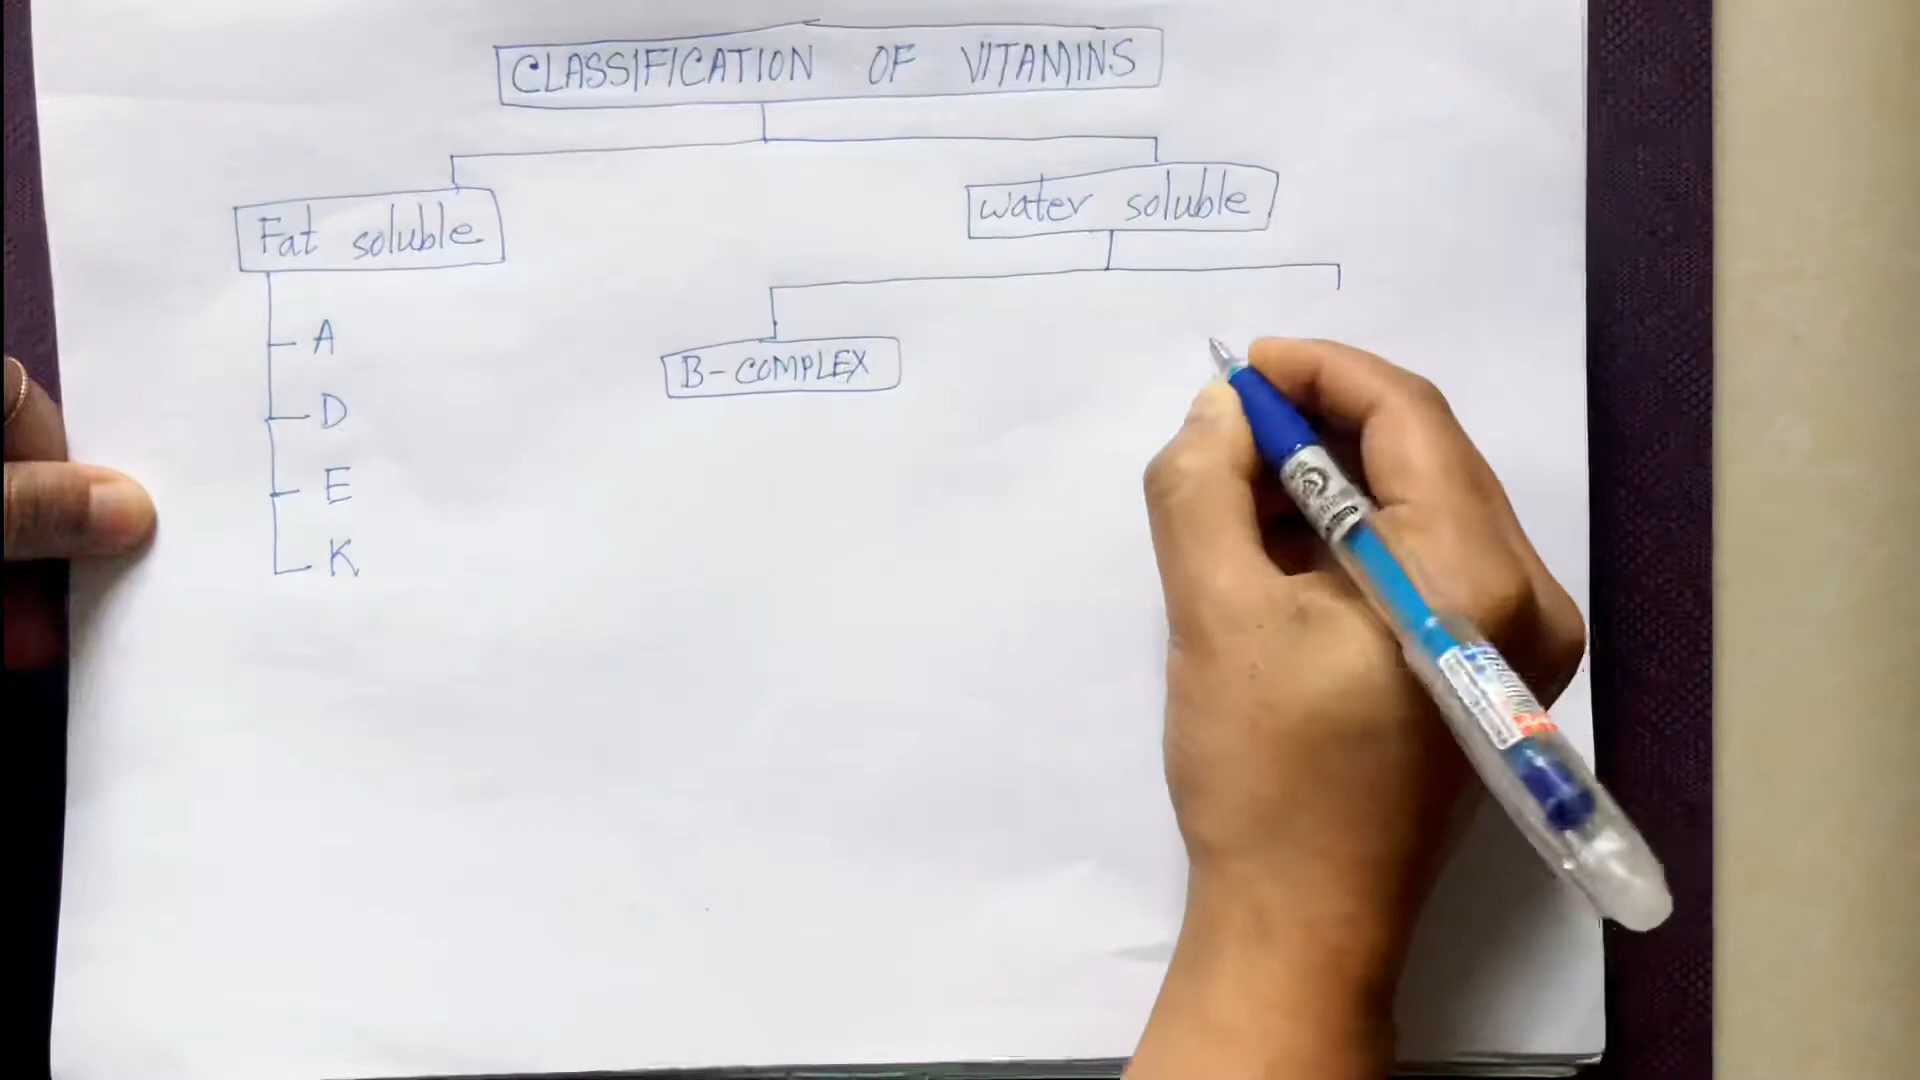 CLASSIFICATION OF VITAMINS
Fat soluble
water soluble
A
B-COMPLEX
D
E
K